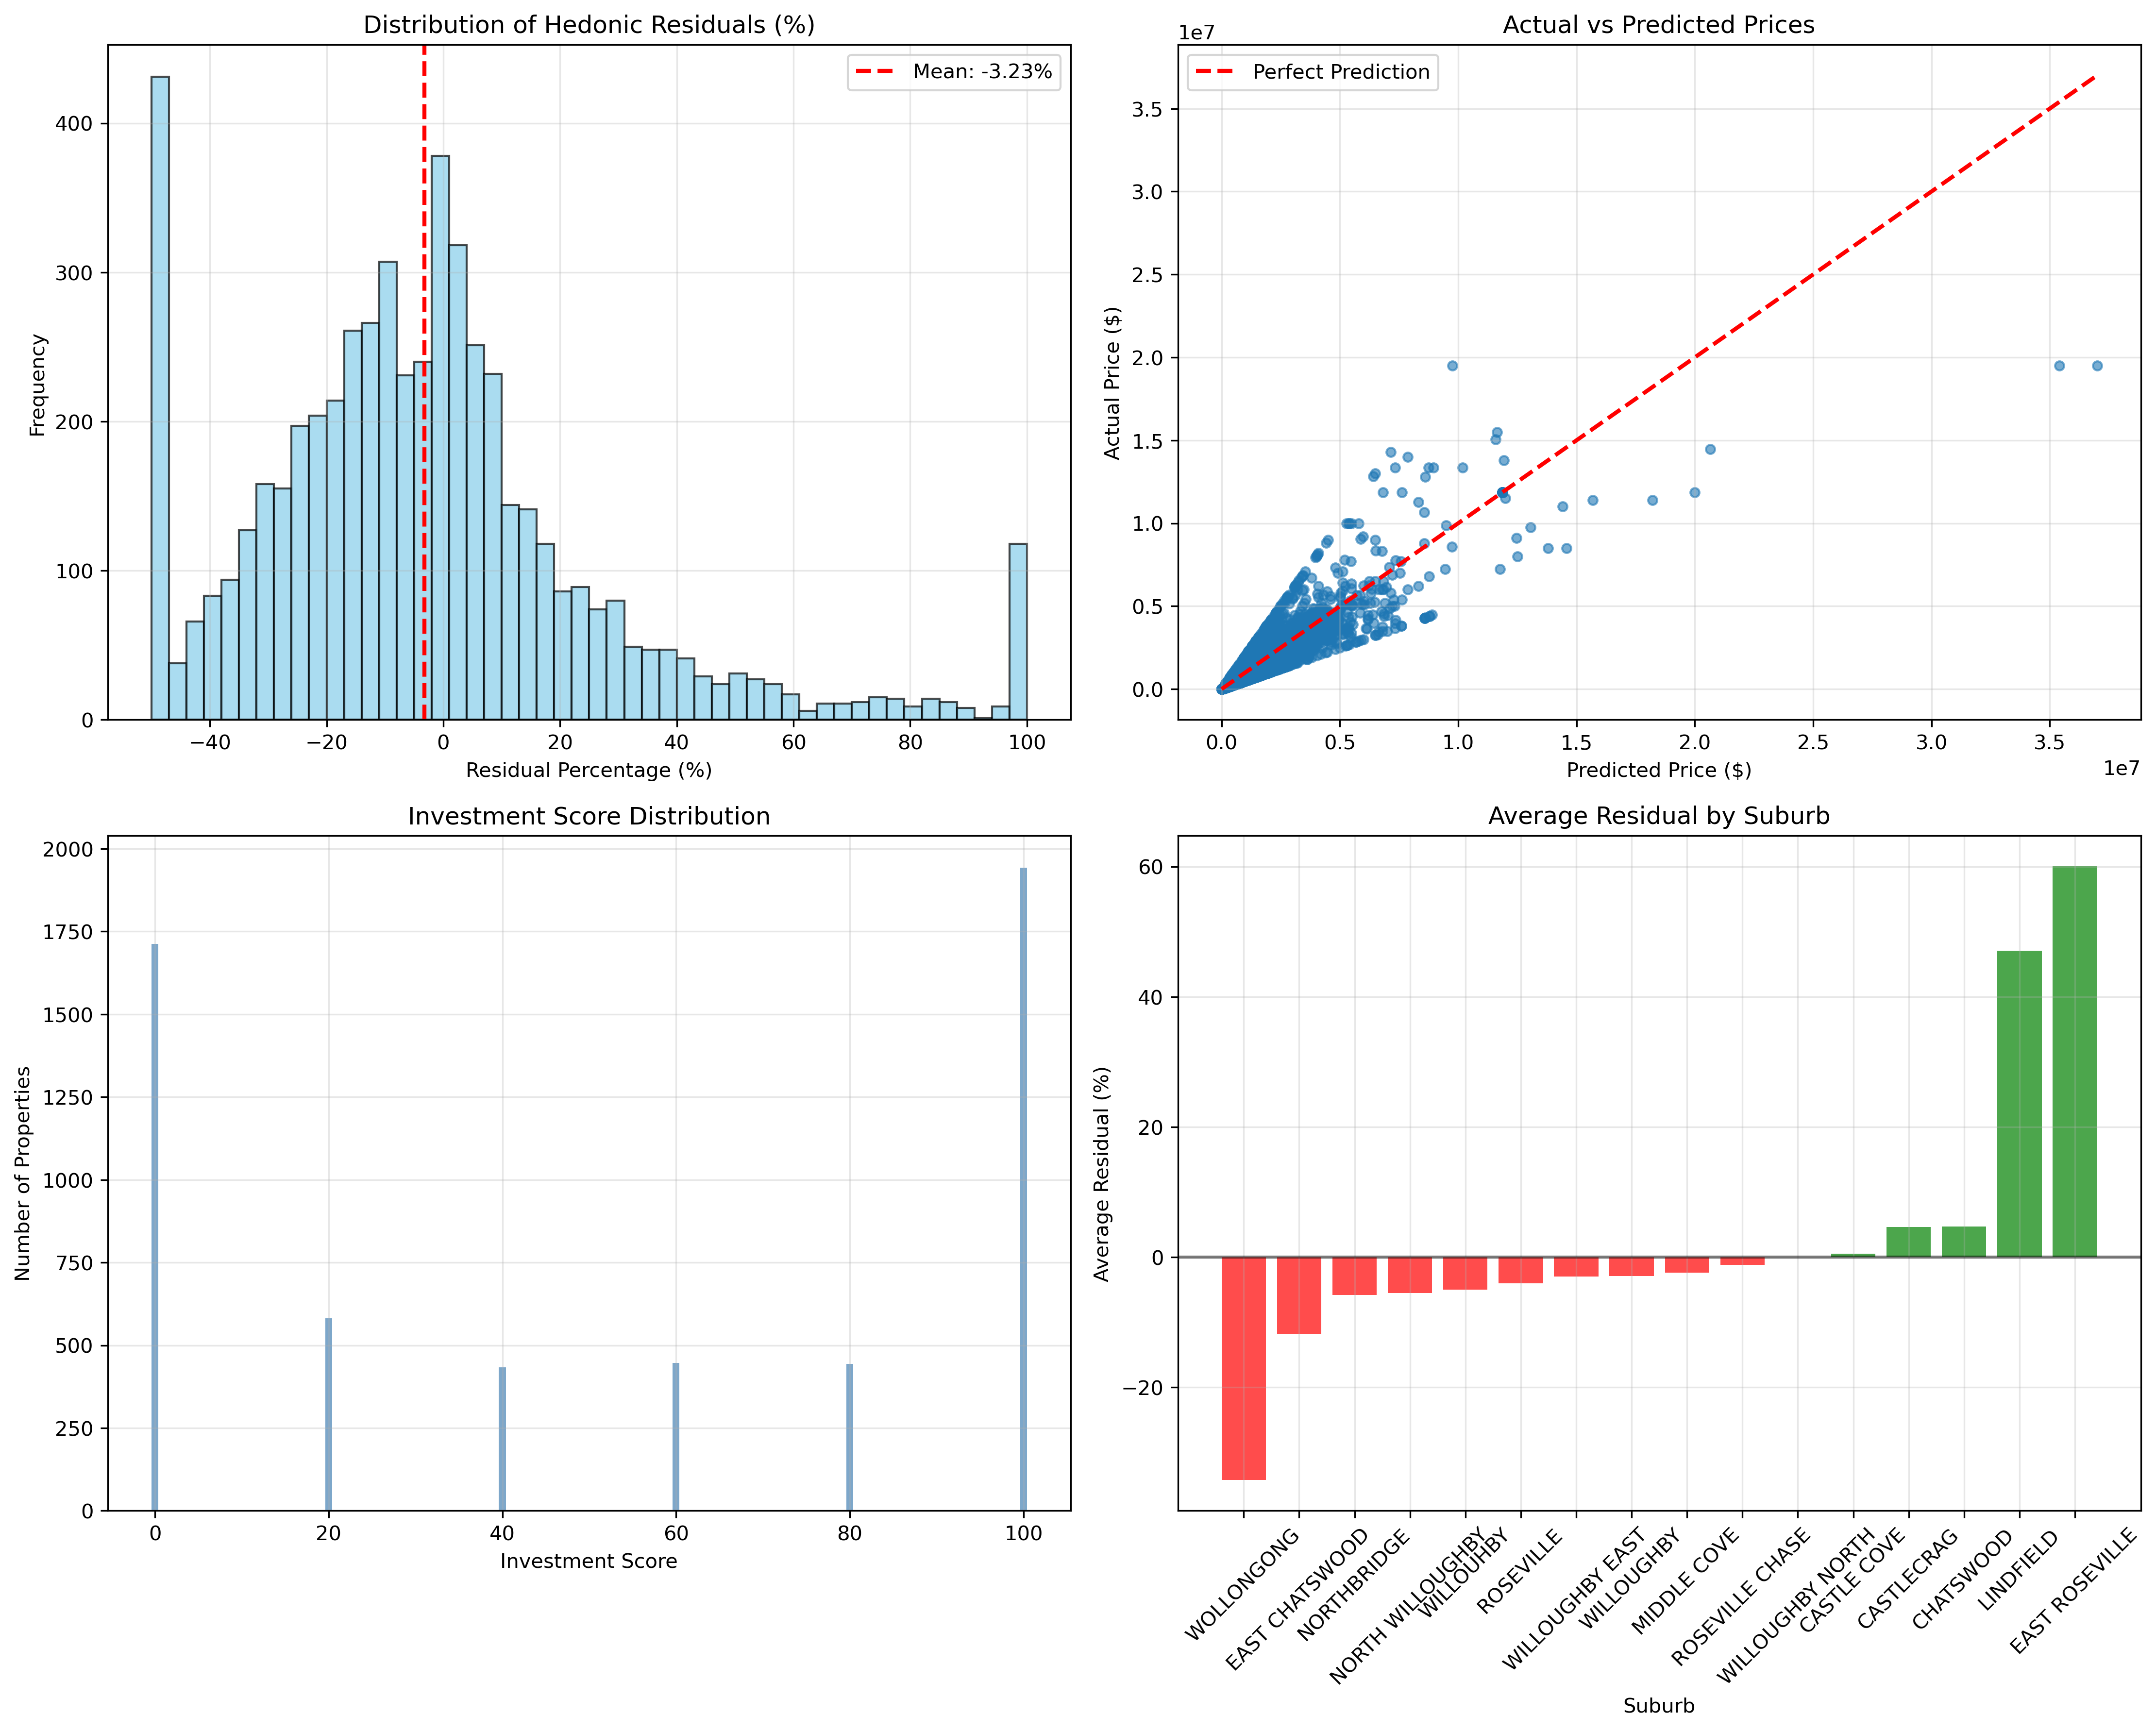 Distribution of Hedonic Residuals (%)
Mean: -3.23%
400
300
200
100
0
Frequency
−40 −20 0 20 40 60 80 100
Residual Percentage (%)
Actual vs Predicted Prices
1e7
Perfect Prediction
3.5
3.0
2.5
2.0
1.5
1.0
0.5
0.0
Actual Price ($)
0.0 0.5 1.0 1.5 2.0 2.5 3.0 3.5
1e7
Predicted Price ($)
Investment Score Distribution
2000
1750
1500
1250
1000
750
500
250
0
Number of Properties
0 20 40 60 80 100
Investment Score
Average Residual by Suburb
60
40
20
0
−20
Average Residual (%)
WOLLONGONG
EAST CHATSWOOD
NORTHBRIDGE
NORTH WILLOUGHBY
WILLOUHBY
ROSEVILLE
WILLOUGHBY EAST
WILLOUGHBY
MIDDLE COVE
ROSEVILLE CHASE
WILLOUGHBY NORTH
CASTLE COVE
CASTLECRAG
CHATSWOOD
LINDFIELD
EAST ROSEVILLE
Suburb